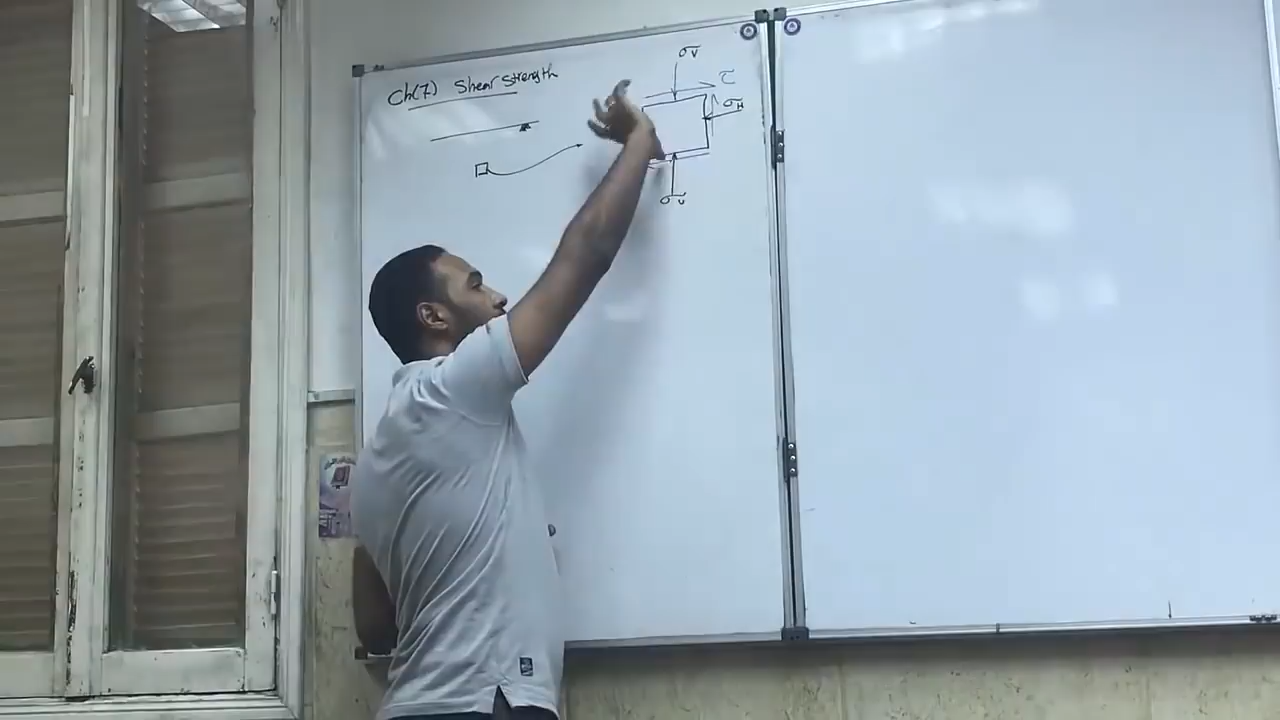 Ch(7) Shear Strength
σv
τ
σH
σv